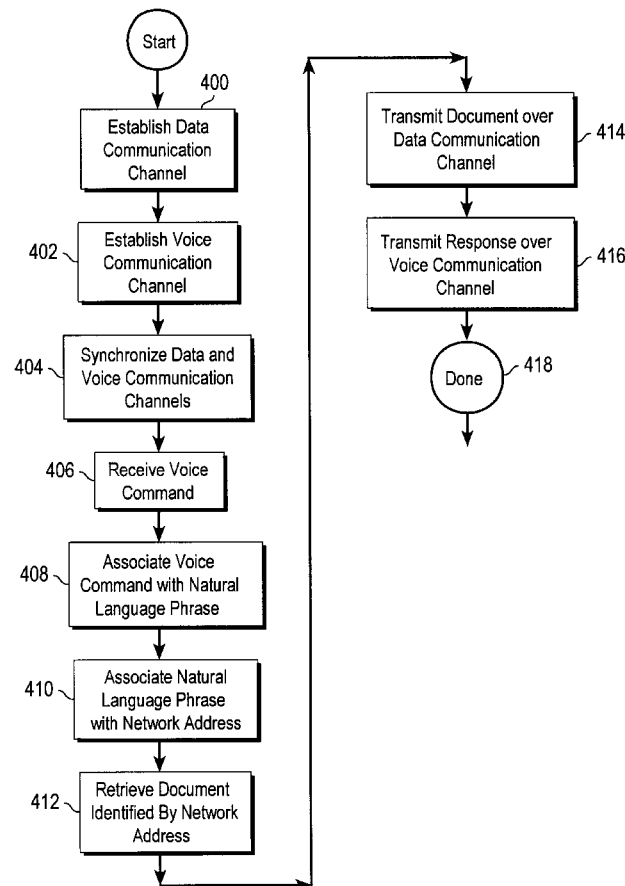 Start
400
Establish Data
Communication
Channel
402
Establish Voice
Communication
Channel
404
Synchronize Data and
Voice Communication
Channels
406
Receive Voice
Command
408
Associate Voice
Command with Natural
Language Phrase
410
Associate Natural
Language Phrase
with Network Address
412
Retrieve Document
Identified By Network
Address
Transmit Document over
Data Communication
Channel
414
Transmit Response over
Voice Communication
Channel
416
Done
418